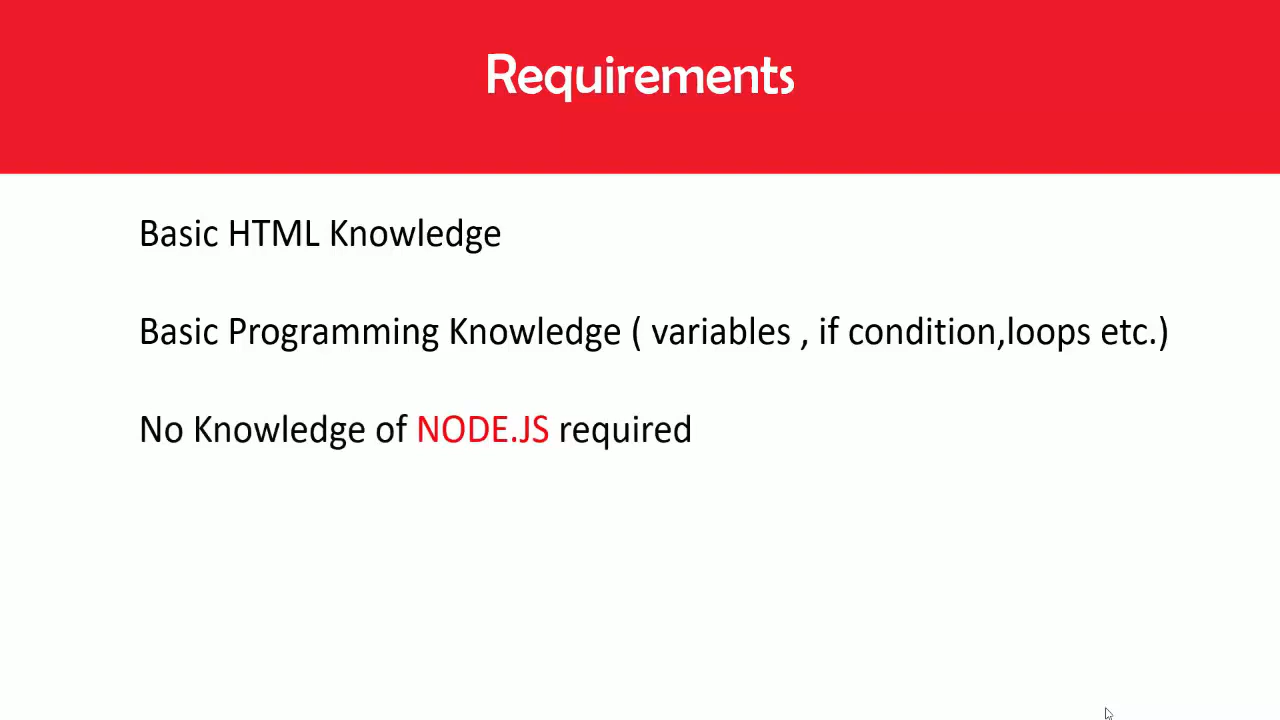 Requirements
Basic HTML Knowledge
Basic Programming Knowledge ( variables , if condition,loops etc.)
No Knowledge of NODE.JS required